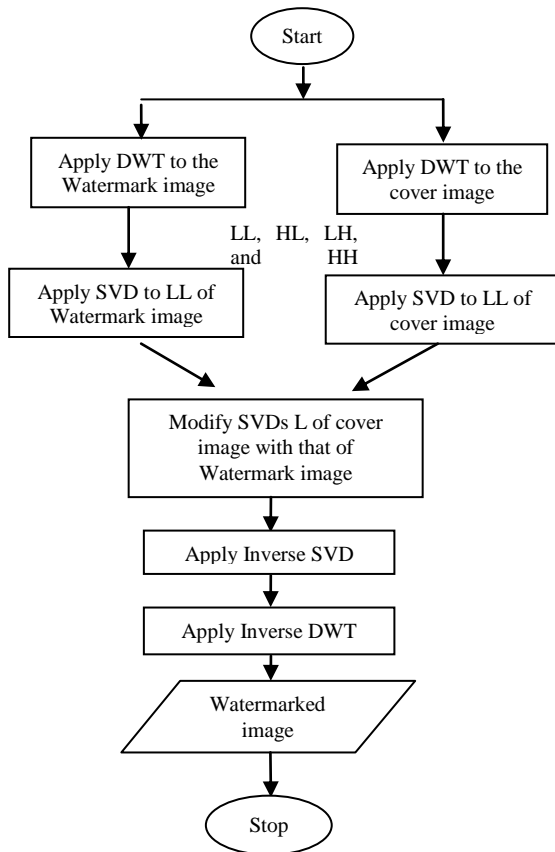 Start
Apply DWT to the
Watermark image
Apply DWT to the
cover image
LL, HL, LH,
and HH
Apply SVD to LL of
Watermark image
Apply SVD to LL of
cover image
Modify SVDs L of cover
image with that of
Watermark image
Apply Inverse SVD
Apply Inverse DWT
Watermarked
image
Stop